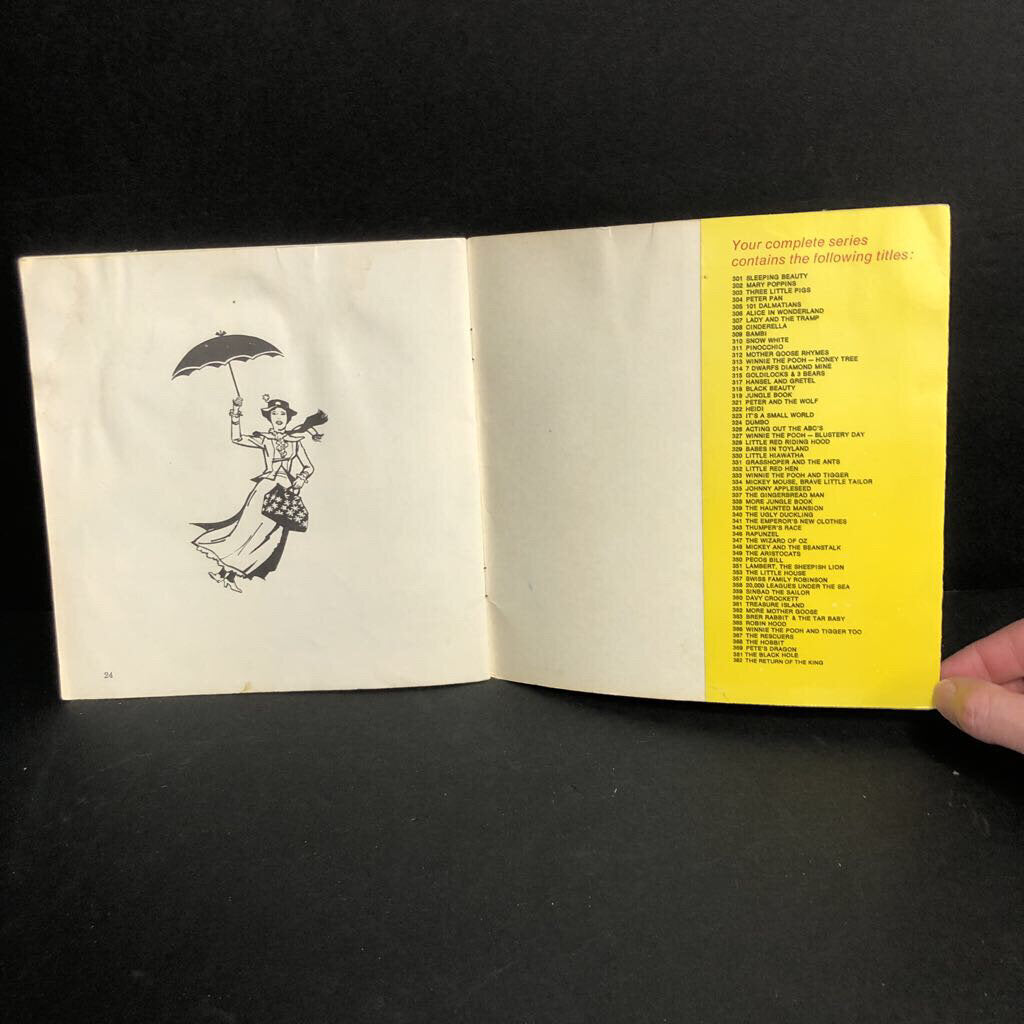 24
Your complete series
contains the following titles:
301 SLEEPING BEAUTY
302 MARY POPPINS
303 THREE LITTLE PIGS
304 PETER PAN
305 101 DALMATIANS
306 ALICE IN WONDERLAND
307 LADY AND THE TRAMP
308 CINDERELLA
309 BAMBI
310 SNOW WHITE
311 PINOCCHIO
312 MOTHER GOOSE RHYMES
313 WINNIE THE POOH — HONEY TREE
314 7 DWARFS DIAMOND MINE
315 GOLDILOCKS & 3 BEARS
317 HANSEL AND GRETEL
318 BLACK BEAUTY
319 JUNGLE BOOK
321 PETER AND THE WOLF
322 HEIDI
323 IT'S A SMALL WORLD
324 DUMBO
326 ACTING OUT THE ABC'S
327 WINNIE THE POOH — BLUSTERY DAY
328 LITTLE RED RIDING HOOD
329 BABES IN TOYLAND
330 LITTLE HIAWATHA
331 GRASSHOPER AND THE ANTS
332 LITTLE RED HEN
333 WINNIE THE POOH AND TIGGER
334 MICKEY MOUSE, BRAVE LITTLE TAILOR
335 JOHNNY APPLESEED
337 THE GINGERBREAD MAN
338 MORE JUNGLE BOOK
339 THE HAUNTED MANSION
340 THE UGLY DUCKLING
341 THE EMPEROR'S NEW CLOTHES
343 THUMPER'S RACE
346 RAPUNZEL
347 THE WIZARD OF OZ
348 MICKEY AND THE BEANSTALK
349 THE ARISTOCATS
350 PECOS BILL
351 LAMBERT, THE SHEEPISH LION
353 THE LITTLE HOUSE
357 SWISS FAMILY ROBINSON
358 20,000 LEAGUES UNDER THE SEA
359 SINBAD THE SAILOR
360 DAVY CROCKETT
361 TREASURE ISLAND
362 MORE MOTHER GOOSE
363 BRER RABBIT & THE TAR BABY
365 ROBIN HOOD
366 WINNIE THE POOH AND TIGGER TOO
367 THE RESCUERS
368 THE HOBBIT
369 PETE'S DRAGON
381 THE BLACK HOLE
382 THE RETURN OF THE KING